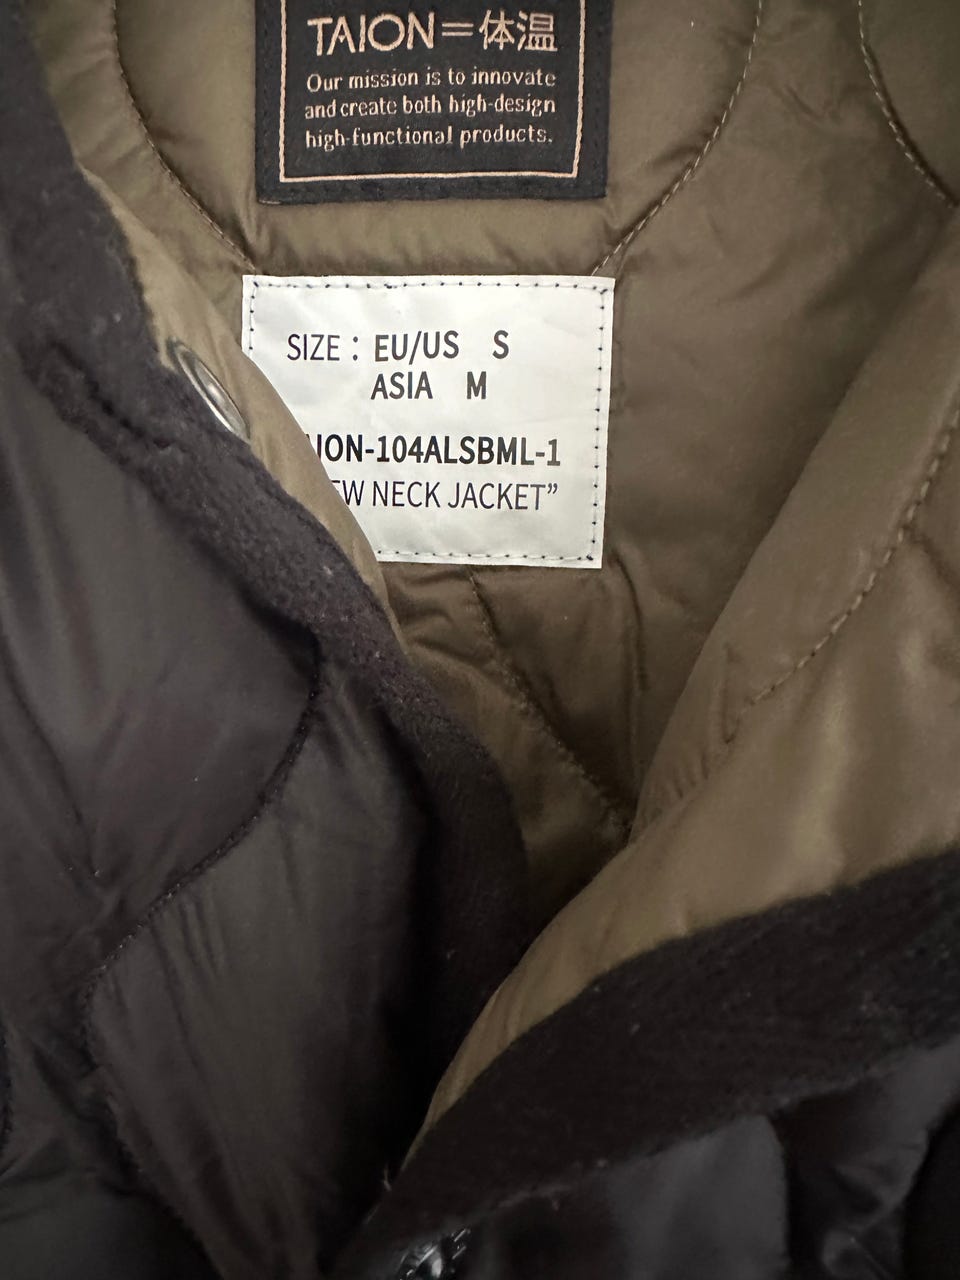 TAION=体温
Our mission is to innovate
and create both high-design
high-functional products.
SIZE : EU/US S
ASIA M
ION-104ALSBML-1
EW NECK JACKET”